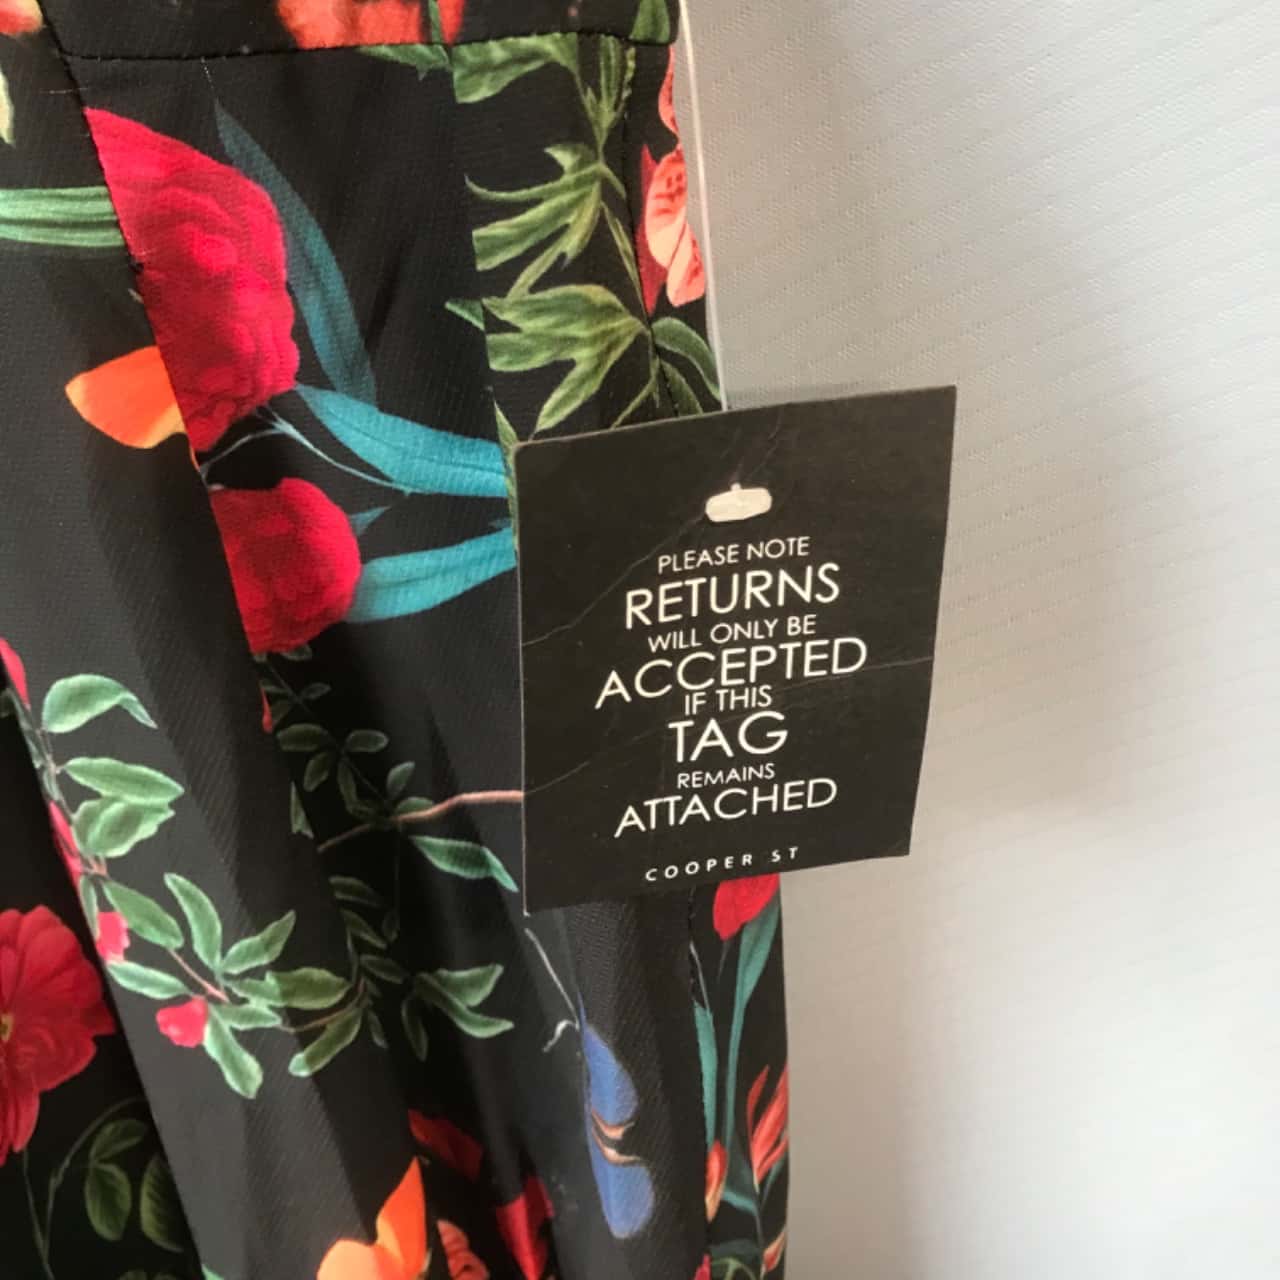 PLEASE NOTE
RETURNS
WILL ONLY BE
ACCEPTED
IF THIS
TAG
REMAINS
ATTACHED
COOPER ST